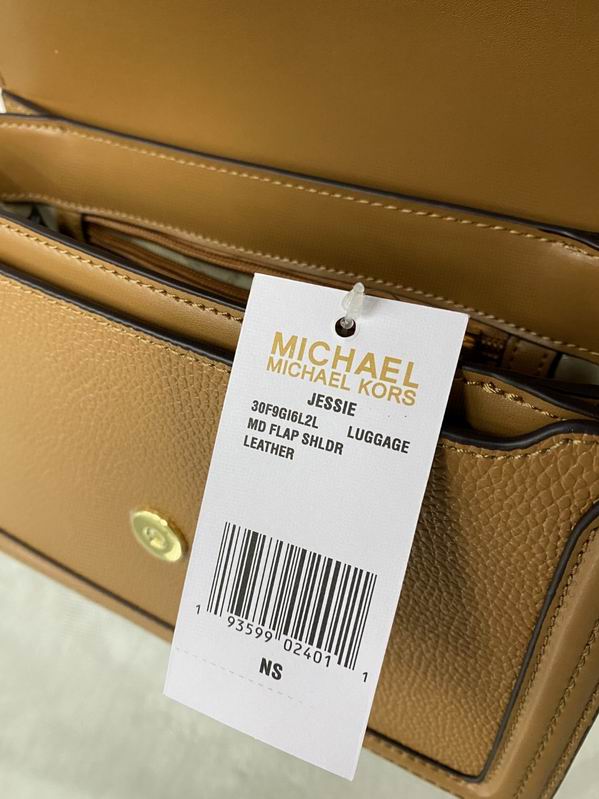 MICHAEL
MICHAEL KORS
JESSIE
30F9GI6L2L LUGGAGE
MD FLAP SHLDR
LEATHER
1 93599 02401 1
NS